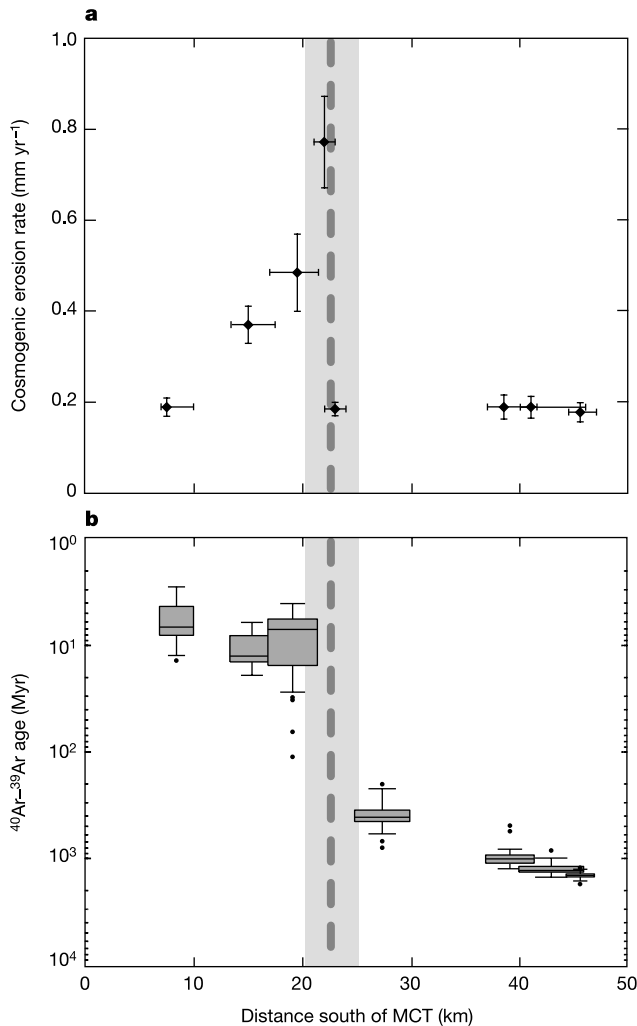 a
1.0
0.8
0.6
0.4
0.2
0
Cosmogenic erosion rate (mm yr⁻¹)
b
10⁰
10¹
10²
10³
10⁴
⁴⁰Ar–³⁹Ar age (Myr)
0 10 20 30 40 50
Distance south of MCT (km)